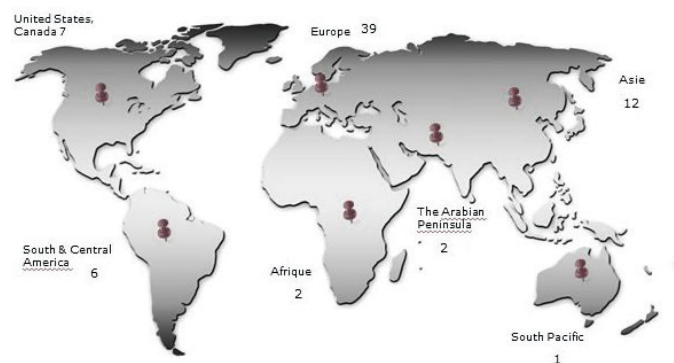 United States,
Canada 7
Europe 39
Asie
12
The Arabian
Peninsula
2
South & Central
America 6
Afrique
2
South Pacific
1